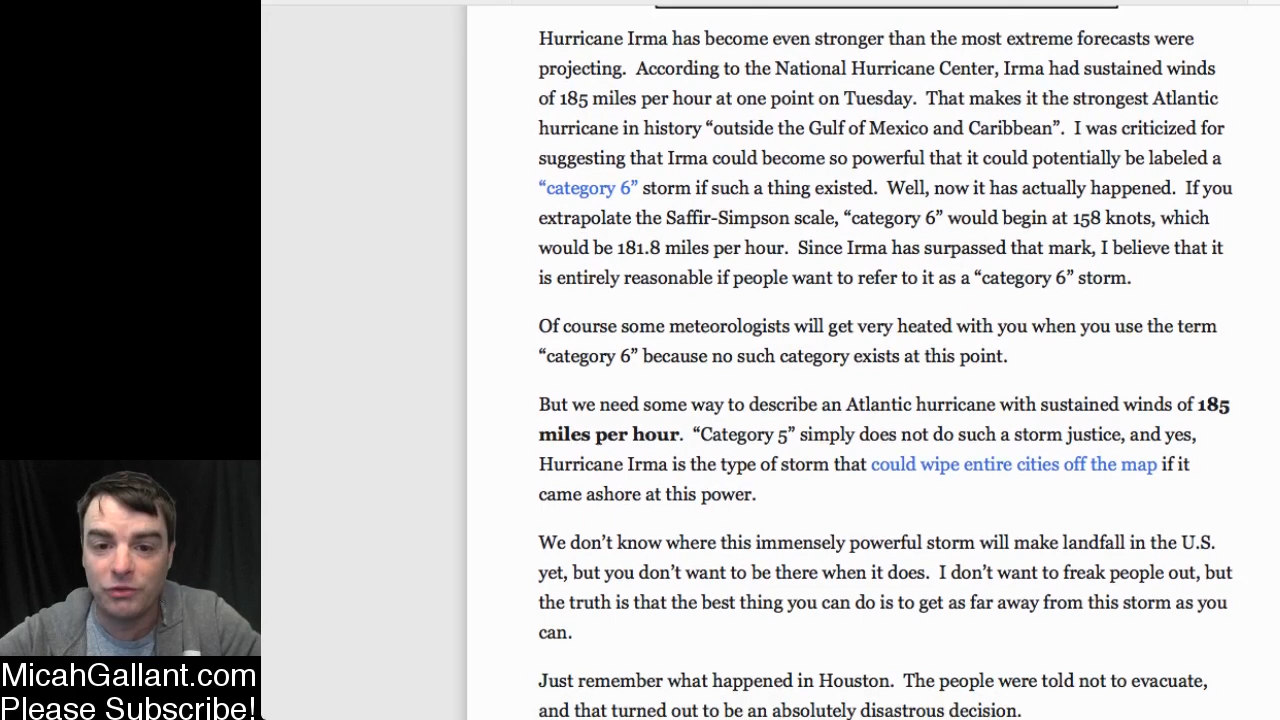 Hurricane Irma has become even stronger than the most extreme forecasts were
projecting.  According to the National Hurricane Center, Irma had sustained winds
of 185 miles per hour at one point on Tuesday.  That makes it the strongest Atlantic
hurricane in history “outside the Gulf of Mexico and Caribbean”.  I was criticized for
suggesting that Irma could become so powerful that it could potentially be labeled a
“category 6” storm if such a thing existed.  Well, now it has actually happened.  If you
extrapolate the Saffir-Simpson scale, “category 6” would begin at 158 knots, which
would be 181.8 miles per hour.  Since Irma has surpassed that mark, I believe that it
is entirely reasonable if people want to refer to it as a “category 6” storm.
Of course some meteorologists will get very heated with you when you use the term
“category 6” because no such category exists at this point.
But we need some way to describe an Atlantic hurricane with sustained winds of 185
miles per hour.  “Category 5” simply does not do such a storm justice, and yes,
Hurricane Irma is the type of storm that could wipe entire cities off the map if it
came ashore at this power.
We don’t know where this immensely powerful storm will make landfall in the U.S.
yet, but you don’t want to be there when it does.  I don’t want to freak people out, but
the truth is that the best thing you can do is to get as far away from this storm as you
can.
Just remember what happened in Houston.  The people were told not to evacuate,
and that turned out to be an absolutely disastrous decision.
MicahGallant.com
Please Subscribe!